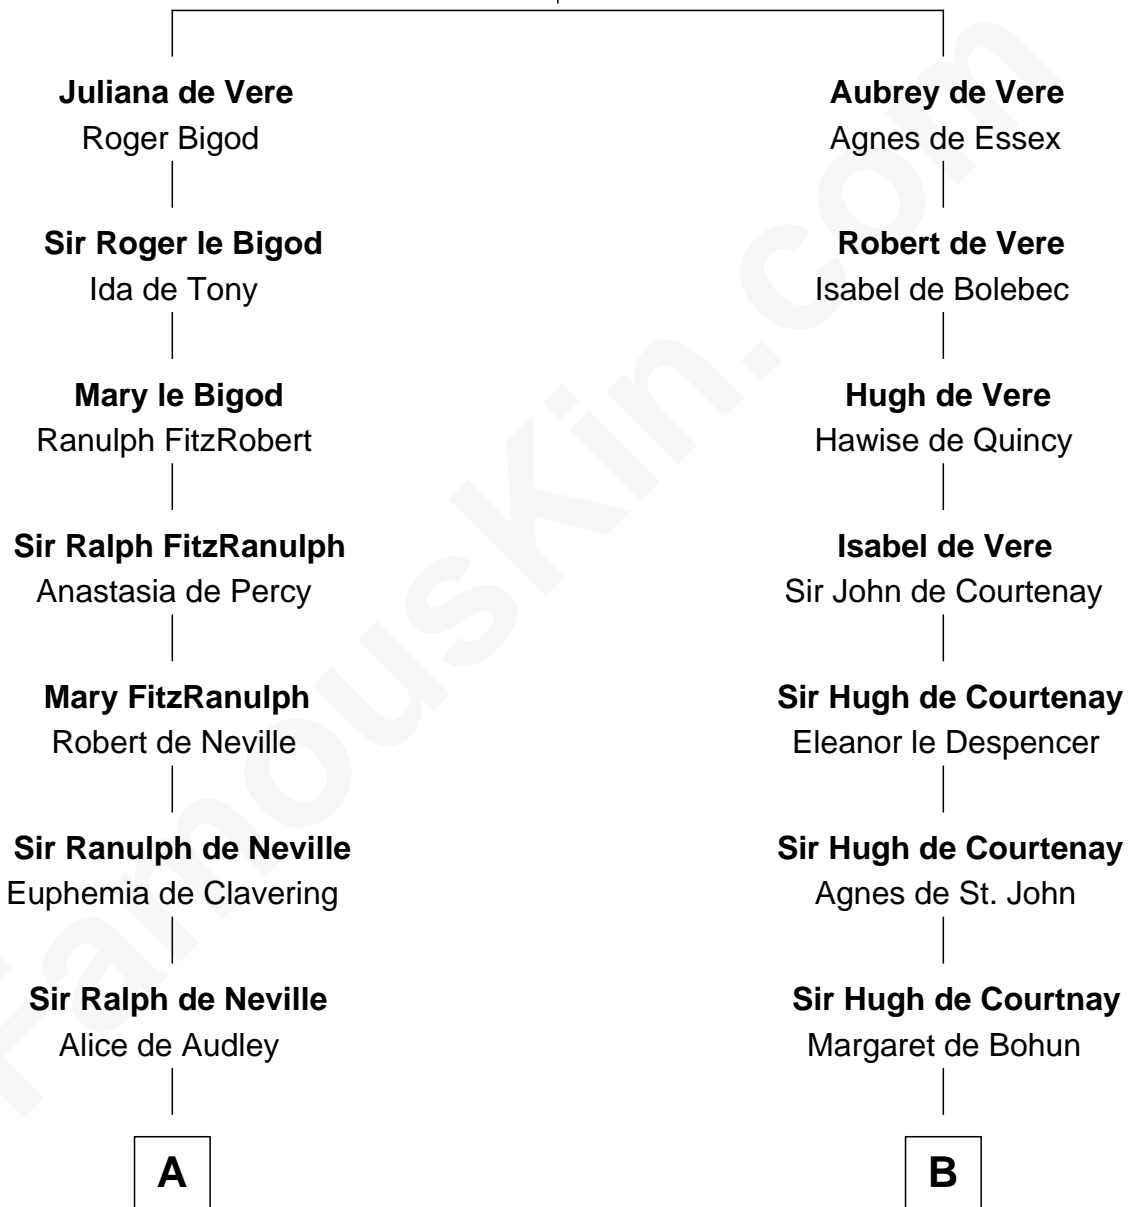 Juliana de Vere
Roger Bigod
Aubrey de Vere
Agnes de Essex
Sir Roger le Bigod
Ida de Tony
Robert de Vere
Isabel de Bolebec
Mary le Bigod
Ranulph FitzRobert
Hugh de Vere
Hawise de Quincy
Sir Ralph FitzRanulph
Anastasia de Percy
Isabel de Vere
Sir John de Courtenay
Mary FitzRanulph
Robert de Neville
Sir Hugh de Courtenay
Eleanor le Despencer
Sir Ranulph de Neville
Euphemia de Clavering
Sir Hugh de Courtenay
Agnes de St. John
Sir Ralph de Neville
Alice de Audley
Sir Hugh de Courtnay
Margaret de Bohun
A
B
FamousKin.com